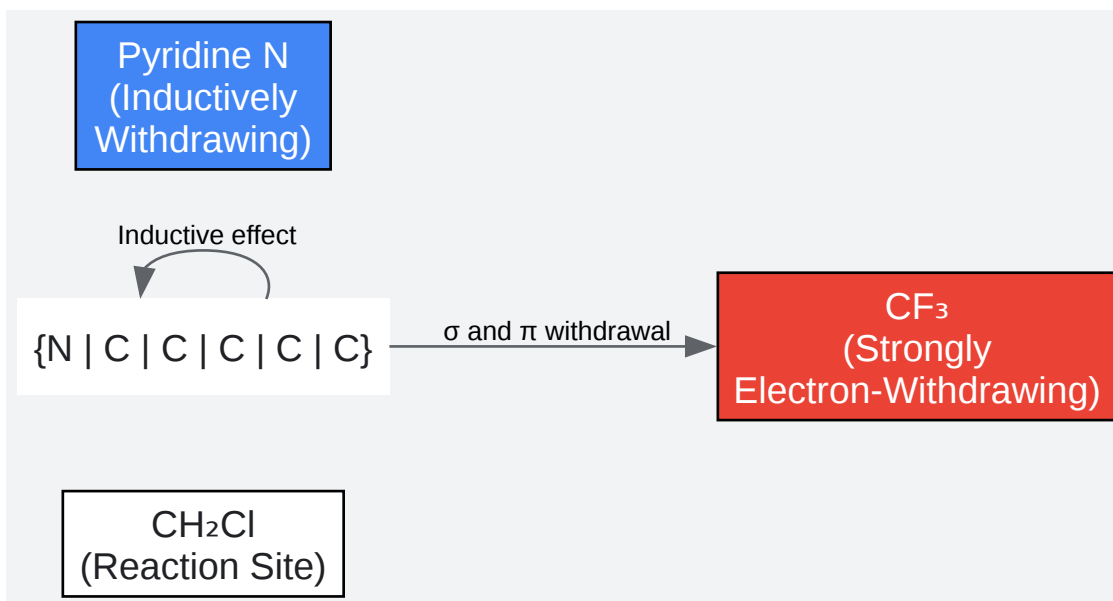 Pyridine N
(Inductively
Withdrawing)
Inductive effect
{N | C | C | C | C | C}
σ and π withdrawal
CF₃
(Strongly
Electron-Withdrawing)
CH₂Cl
(Reaction Site)